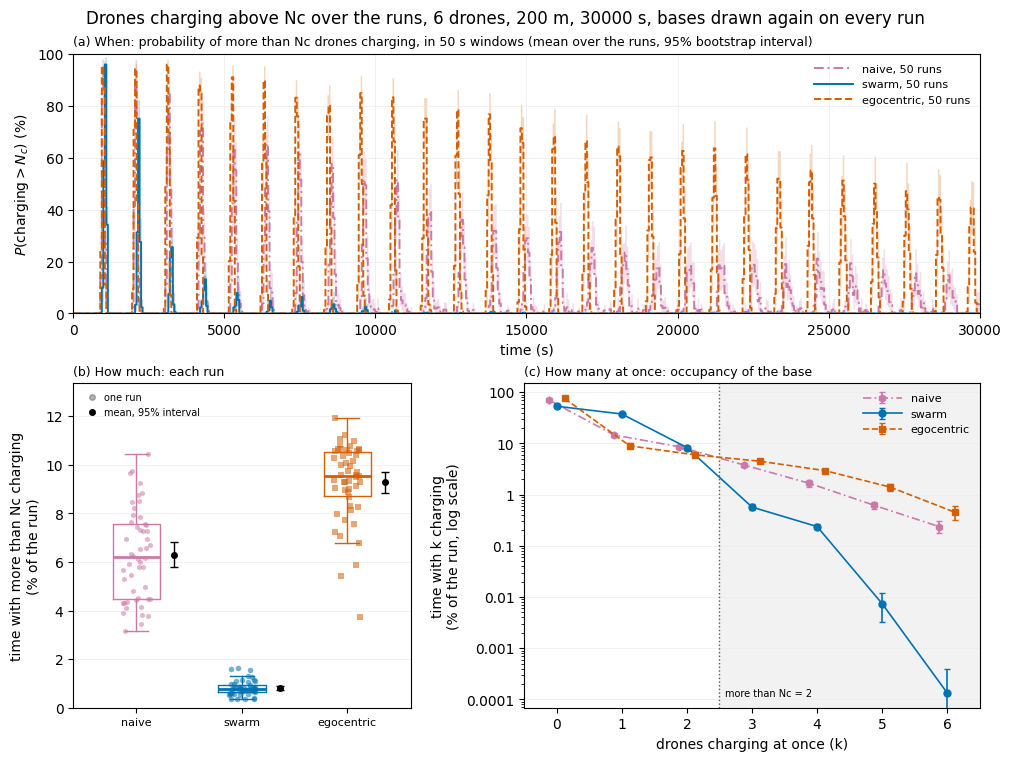 Drones charging above Nc over the runs, 6 drones, 200 m, 30000 s, bases drawn again on every run
(a) When: probability of more than Nc drones charging, in 50 s windows (mean over the runs, 95% bootstrap interval)
P(charging > Nc) (%)
100
80
60
40
20
0
naive, 50 runs
swarm, 50 runs
egocentric, 50 runs
0 5000 10000 15000 20000 25000 30000
time (s)
(b) How much: each run
time with more than Nc charging
(% of the run)
12
10
8
6
4
2
0
one run
mean, 95% interval
naive swarm egocentric
(c) How many at once: occupancy of the base
time with k charging
(% of the run, log scale)
100
10
1
0.1
0.01
0.001
0.0001
naive
swarm
egocentric
more than Nc = 2
0 1 2 3 4 5 6
drones charging at once (k)